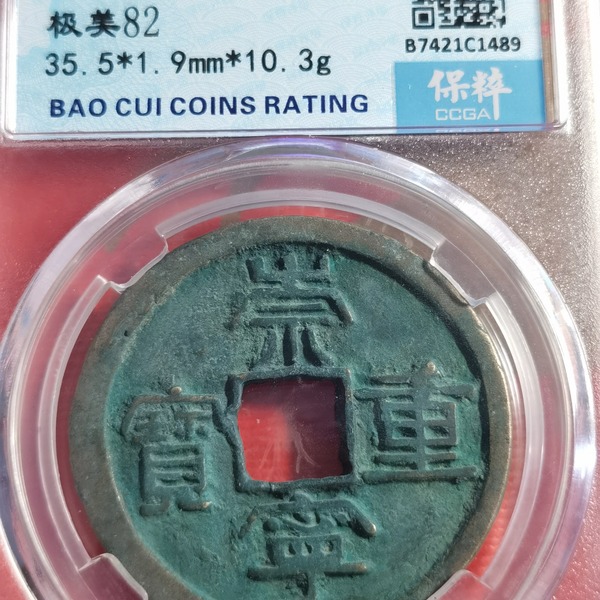 极美82
B7421C1489
35.5*1.9mm*10.3g
保粹
CCGA
BAO CUI COINS RATING
崇
寶 重
寧